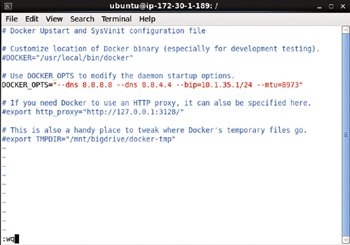 ubuntu@ip-172-30-1-189: /
File Edit View Search Terminal Help
# Docker Upstart and SysVinit configuration file
# Customize location of Docker binary (especially for development testing).
#DOCKER="/usr/local/bin/docker"
# Use DOCKER_OPTS to modify the daemon startup options.
DOCKER_OPTS="--dns 8.8.8.8 --dns 8.8.4.4 --bip=10.1.35.1/24 --mtu=8973"
# If you need Docker to use an HTTP proxy, it can also be specified here.
#export http_proxy="http://127.0.0.1:3128/"
# This is also a handy place to tweak where Docker's temporary files go.
#export TMPDIR="/mnt/bigdrive/docker-tmp"
~
~
~
~
~
~
~
~
:wq